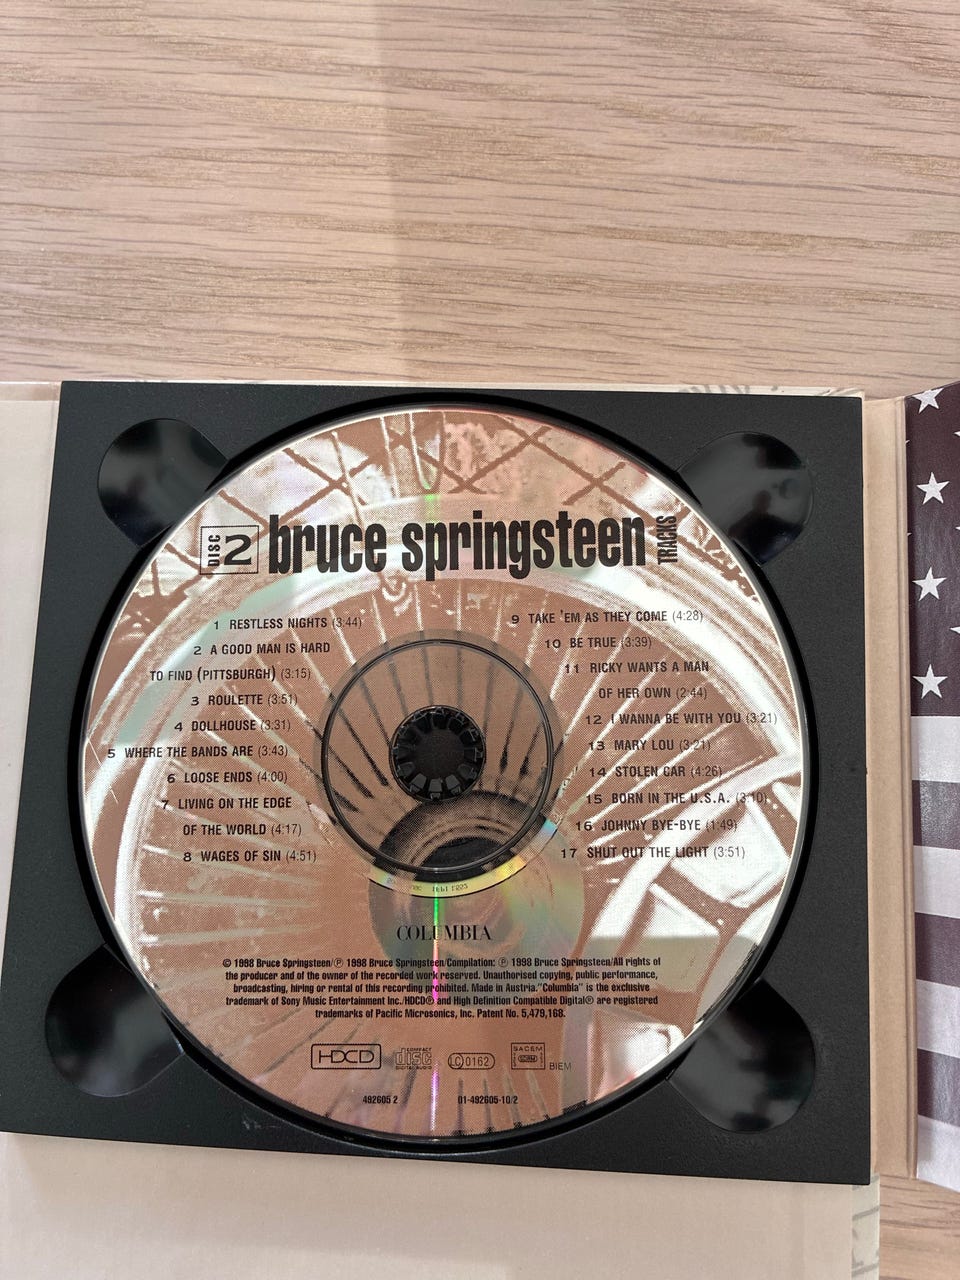 DISC 2 bruce springsteen TRACKS
1 RESTLESS NIGHTS (3:44)
2 A GOOD MAN IS HARD
TO FIND (PITTSBURGH) (3:15)
3 ROULETTE (3:51)
4 DOLLHOUSE (3.31)
5 WHERE THE BANDS ARE (3:43)
6 LOOSE ENDS (4:00)
7 LIVING ON THE EDGE
OF THE WORLD (4:17)
8 WAGES OF SIN (4:51)
9 TAKE 'EM AS THEY COME (4:28)
10 BE TRUE (3:39)
11 RICKY WANTS A MAN
OF HER OWN (2:44)
12 I WANNA BE WITH YOU (3:21)
13 MARY LOU (3:21)
14 STOLEN CAR (4:26)
15 BORN IN THE U.S.A. (3:10)
16 JOHNNY BYE-BYE (1:49)
17 SHUT OUT THE LIGHT (3:51)
COLUMBIA
© 1998 Bruce Springsteen/℗ 1998 Bruce Springsteen/Compilation: ℗ 1998 Bruce Springsteen/All rights of
the producer and of the owner of the recorded work reserved. Unauthorised copying, public performance,
broadcasting, hiring or rental of this recording prohibited. Made in Austria."Columbia" is the exclusive
trademark of Sony Music Entertainment Inc./HDCD® and High Definition Compatible Digital® are registered
trademarks of Pacific Microsonics, Inc. Patent No. 5,479,168.
HDCD COMPACT disc DIGITAL AUDIO LC 0162 SACEM BIEM
492605 2 01-492605-10/2